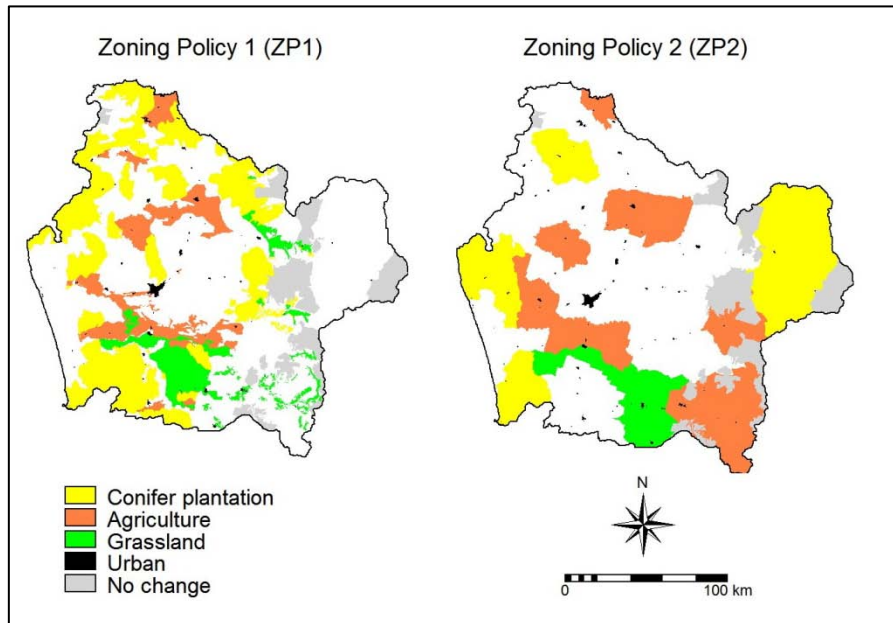 Zoning Policy 1 (ZP1)
Zoning Policy 2 (ZP2)
Conifer plantation
Agriculture
Grassland
Urban
No change
N
0 100 km